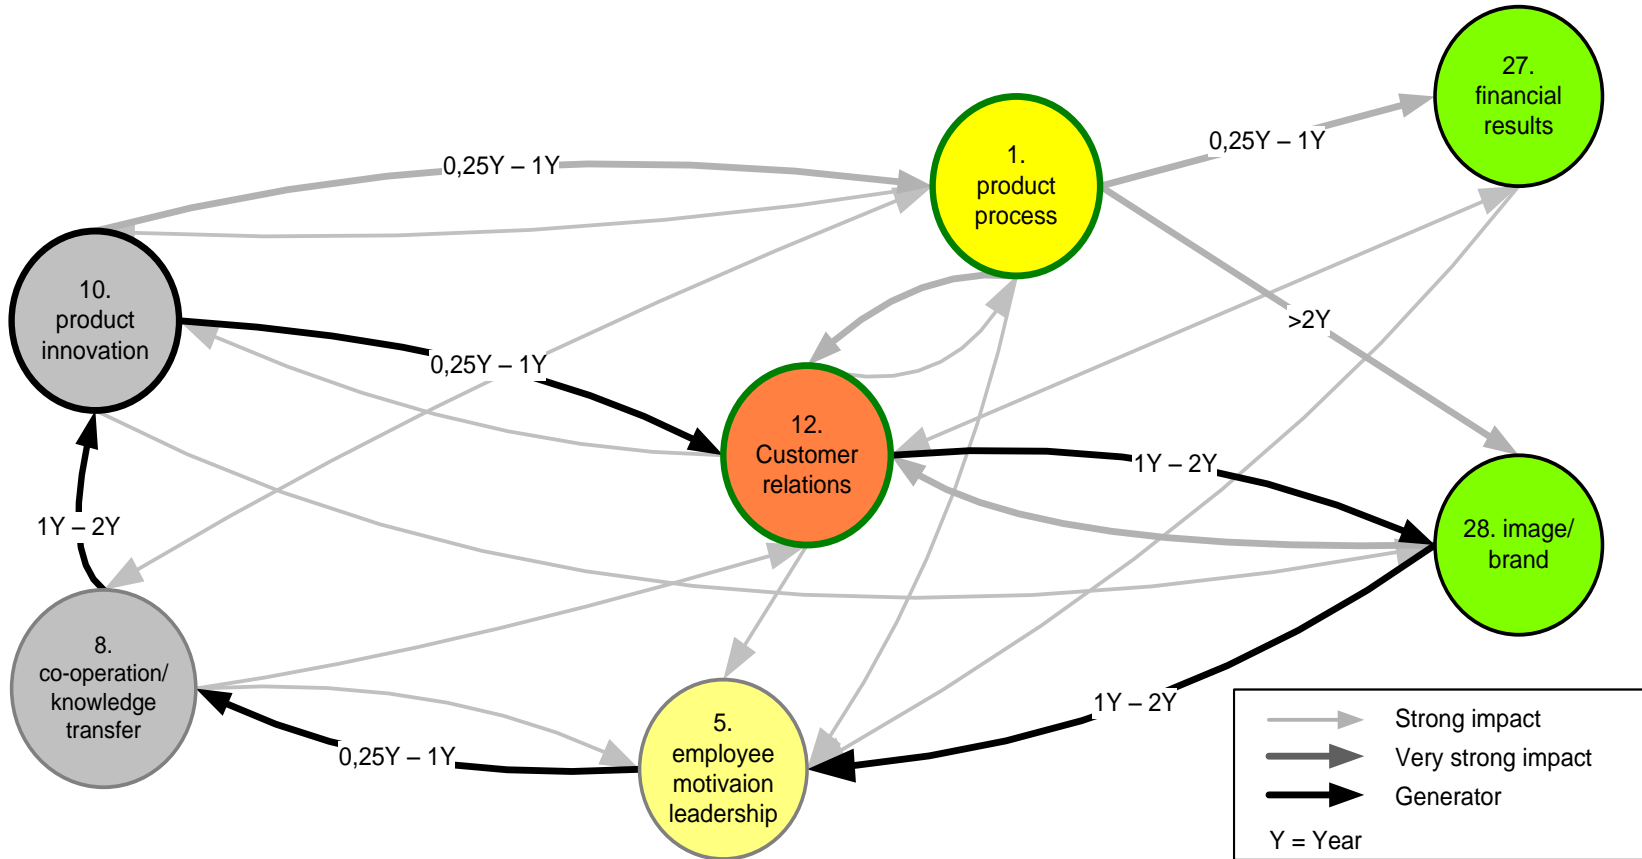 27.
financial
results
0,25Y – 1Y
0,25Y – 1Y
1.
product
process
10.
product
innovation
>2Y
0,25Y – 1Y
12.
Customer
relations
1Y – 2Y
1Y – 2Y
28. image/
brand
8.
co-operation/
knowledge
transfer
1Y – 2Y
0,25Y – 1Y
5.
employee
motivaion
leadership
Strong impact
Very strong impact
Generator
Y = Year